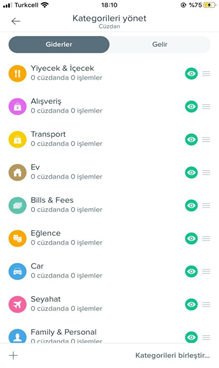 Turkcell
18:10
%75
Kategorileri yönet
Cüzdan
Giderler
Gelir
Yiyecek & İçecek
0 cüzdanda 0 işlemler
Alışveriş
0 cüzdanda 0 işlemler
Transport
0 cüzdanda 0 işlemler
Ev
0 cüzdanda 0 işlemler
Bills & Fees
0 cüzdanda 0 işlemler
Eğlence
0 cüzdanda 0 işlemler
Car
0 cüzdanda 0 işlemler
Seyahat
0 cüzdanda 0 işlemler
Family & Personal
0 cüzdanda 0 işlemler
Kategorileri birleştir...